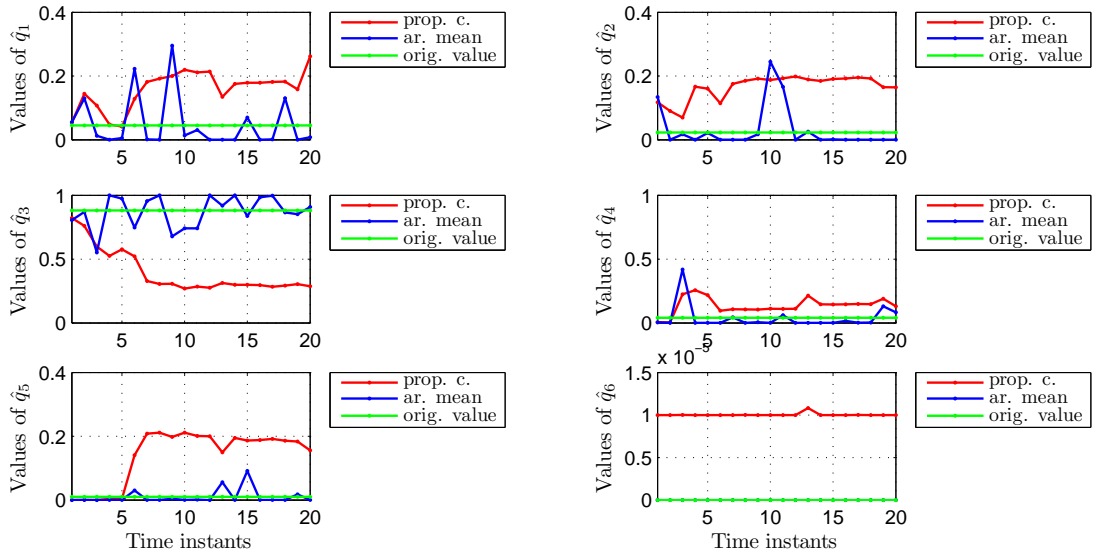 Values of q̂1
0.4
0.2
0
5
10
15
20
prop. c.
ar. mean
orig. value
Values of q̂2
0.4
0.2
0
5
10
15
20
prop. c.
ar. mean
orig. value
Values of q̂3
1
0.5
0
5
10
15
20
prop. c.
ar. mean
orig. value
Values of q̂4
1
0.5
0
5
10
15
20
prop. c.
ar. mean
orig. value
Values of q̂5
0.4
0.2
0
5
10
15
20
Time instants
prop. c.
ar. mean
orig. value
x 10^-5
Values of q̂6
1.5
1
0.5
0
5
10
15
20
Time instants
prop. c.
ar. mean
orig. value